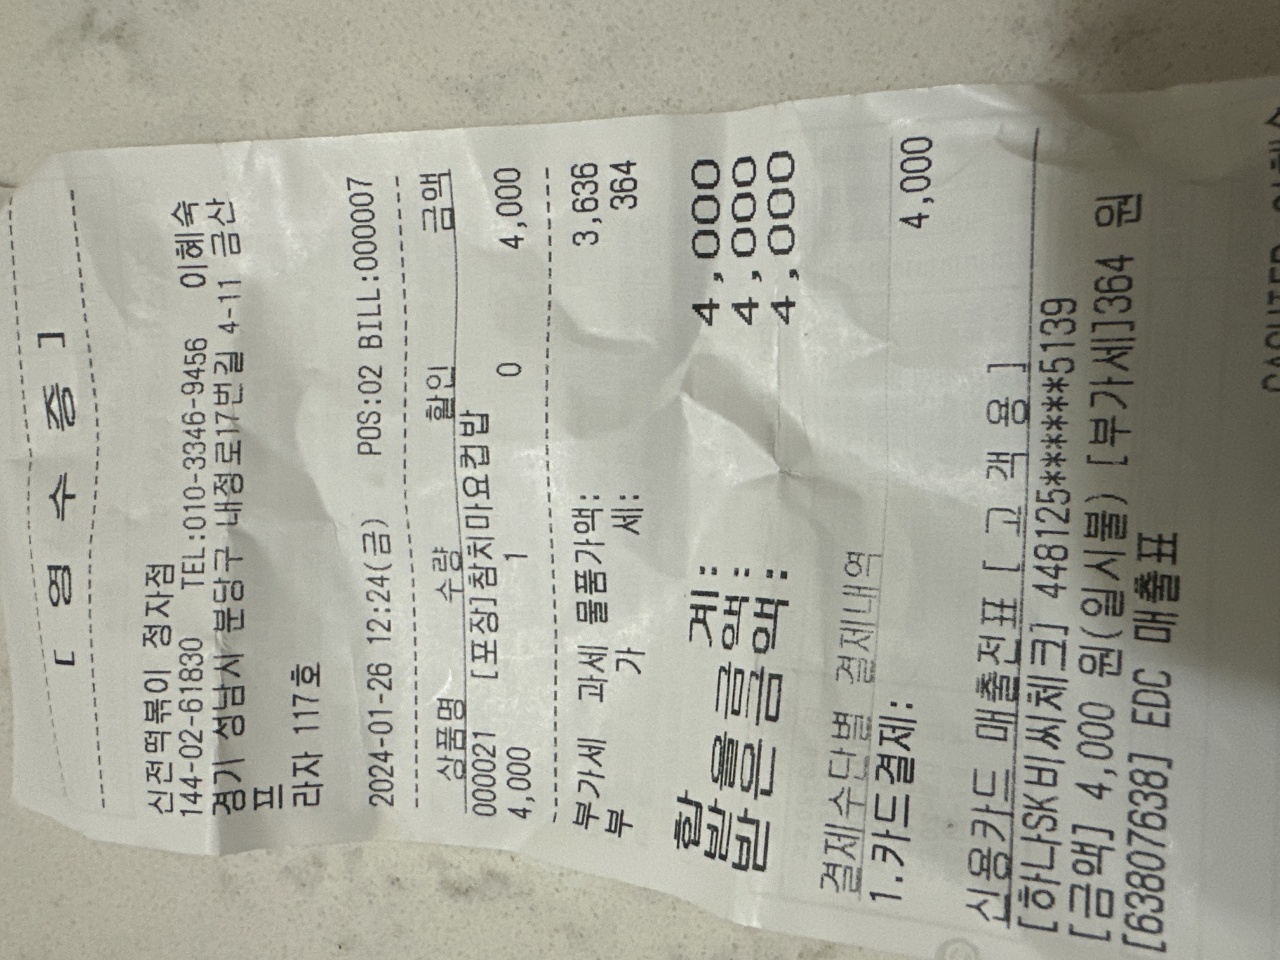 [ 영 수 증 ]
신전떡볶이 정자점
144-02-61830 TEL:010-3346-9456 이혜숙
경기 성남시 분당구 내정로17번길 4-11 금산
프
라자 117호
2024-01-26 12:24(금) POS:02 BILL:000007
상품명 수량 할인 금액
000021 [포장]참치마요컵밥
4,000 1 0 4,000
부가세 과세 물품가액: 3,636
부 가 세: 364
합 계: 4,000
받을금액: 4,000
받은금액: 4,000
결제수단별 결제내역
1.카드결제: 4,000
신용카드 매출전표 [ 고 객 용 ]
[하나SK비씨체크] 448125******5139
[금액] 4,000 원(일시불) [부가세]364 원
[63807638] EDC 매출표